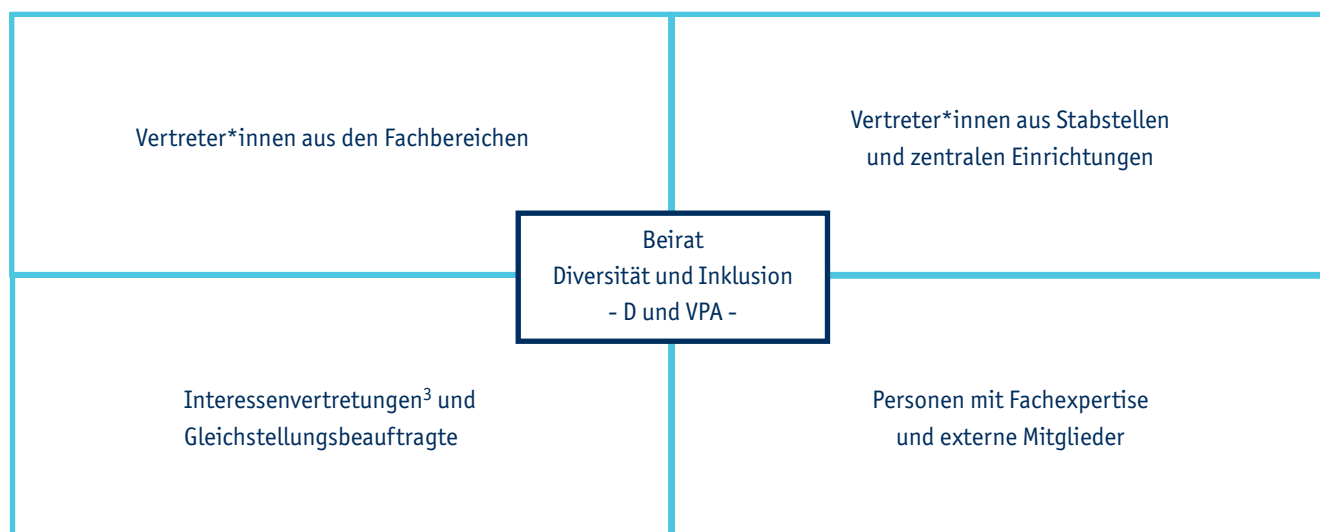 Vertreter*innen aus den Fachbereichen
Vertreter*innen aus Stabstellen
und zentralen Einrichtungen
Beirat
Diversität und Inklusion
- D und VPA -
Interessenvertretungen³ und
Gleichstellungsbeauftragte
Personen mit Fachexpertise
und externe Mitglieder